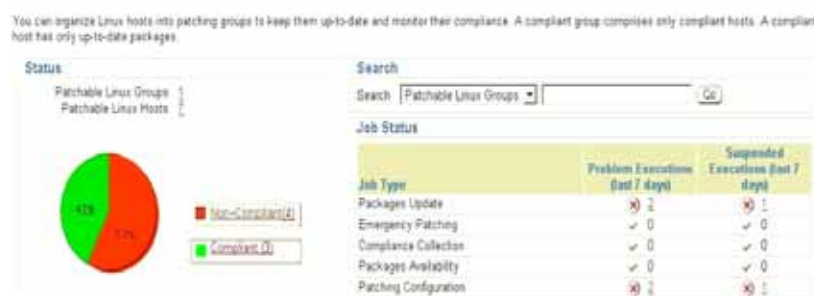 You can organize Linux hosts into patching groups to keep them up-to-date and monitor their compliance. A compliant group comprises only compliant hosts. A complian
host has only up-to-date packages.
Status
Patchable Linux Groups
Patchable Linux Hosts
Non-Compliant(4)
Compliant (3)
Search
Search Patchable Linux Groups Go
Job Status
Job Type
Problem Executions (last 7 days)
Suspended Executions (last 7 days)
Packages Update 2 1
Emergency Patching 0 0
Compliance Collection 0 0
Packages Availability 0 0
Patching Configuration 2 1